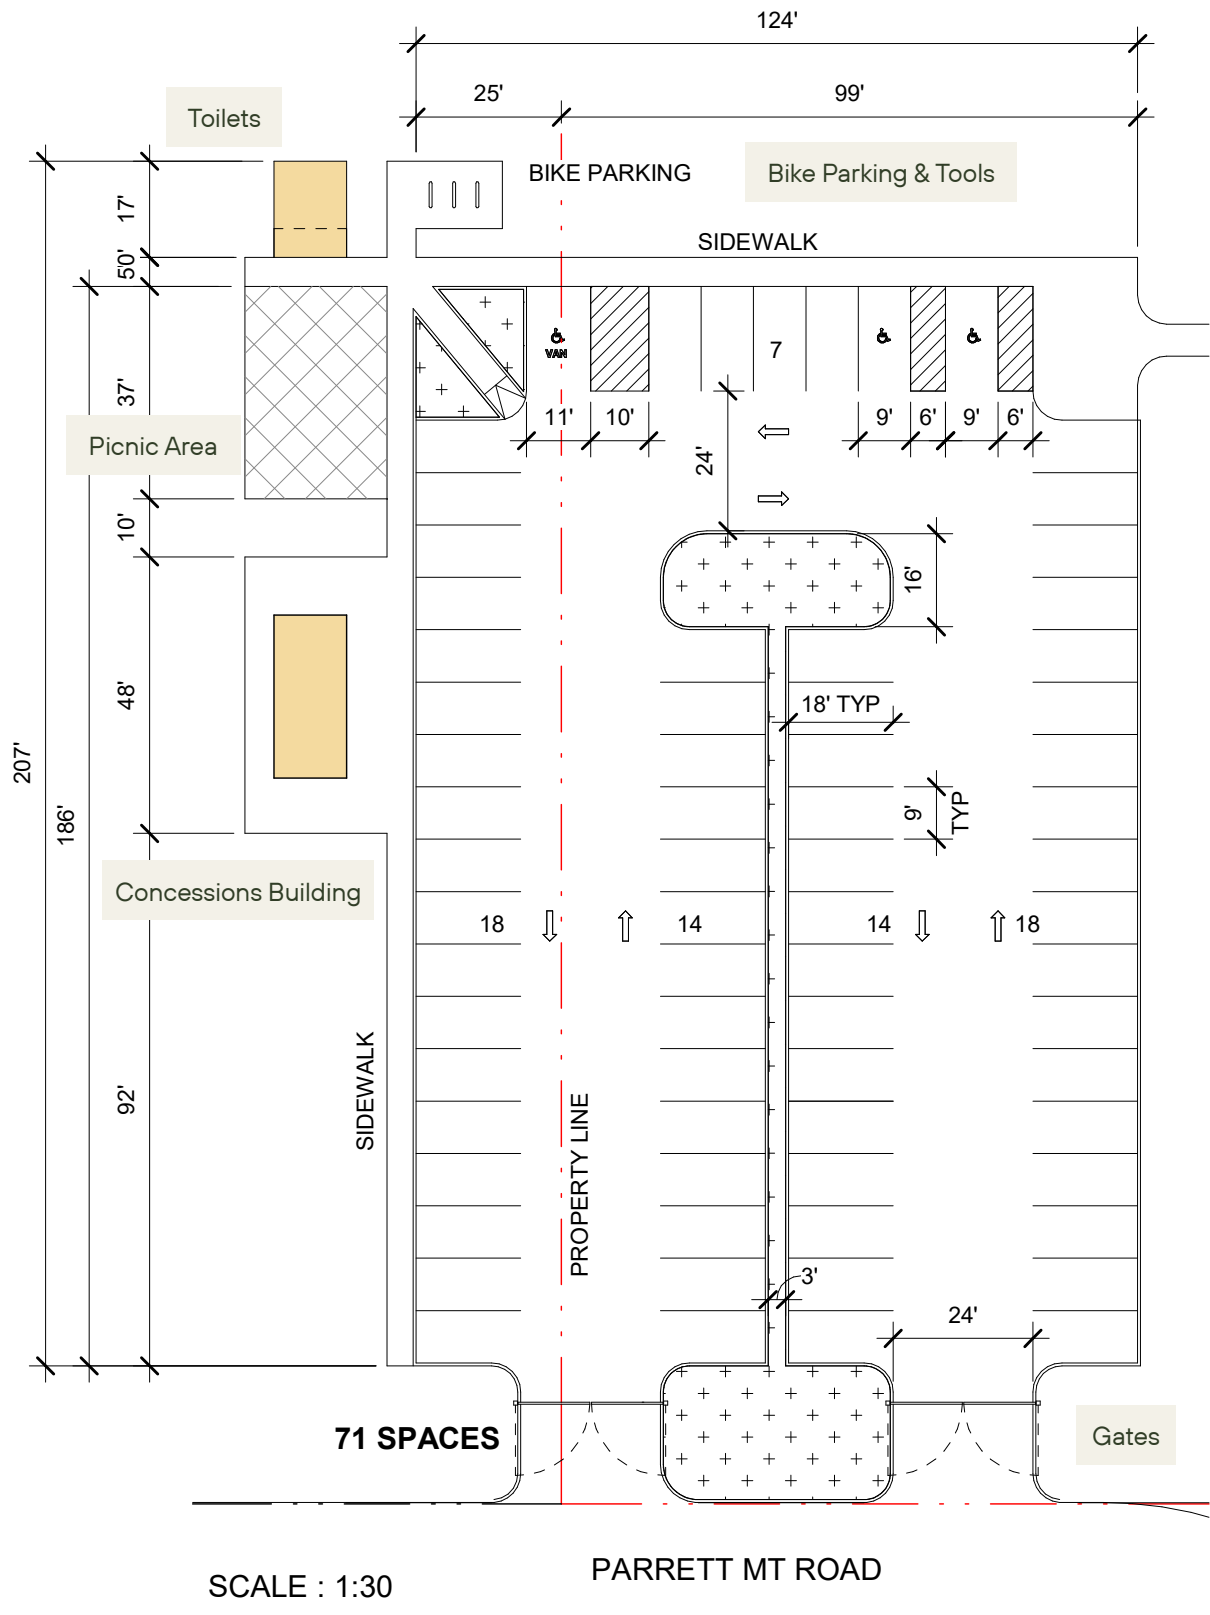 124'
25'
99'
Toilets
BIKE PARKING
Bike Parking & Tools
17'
SIDEWALK
5'0'
VAN
7
37'
11'
10'
9'
6'
9'
6'
Picnic Area
24'
10'
16'
48'
18' TYP
207'
186'
9'
TYP
Concessions Building
18
14
14
18
SIDEWALK
92'
PROPERTY LINE
3'
24'
71 SPACES
Gates
PARRETT MT ROAD
SCALE : 1:30